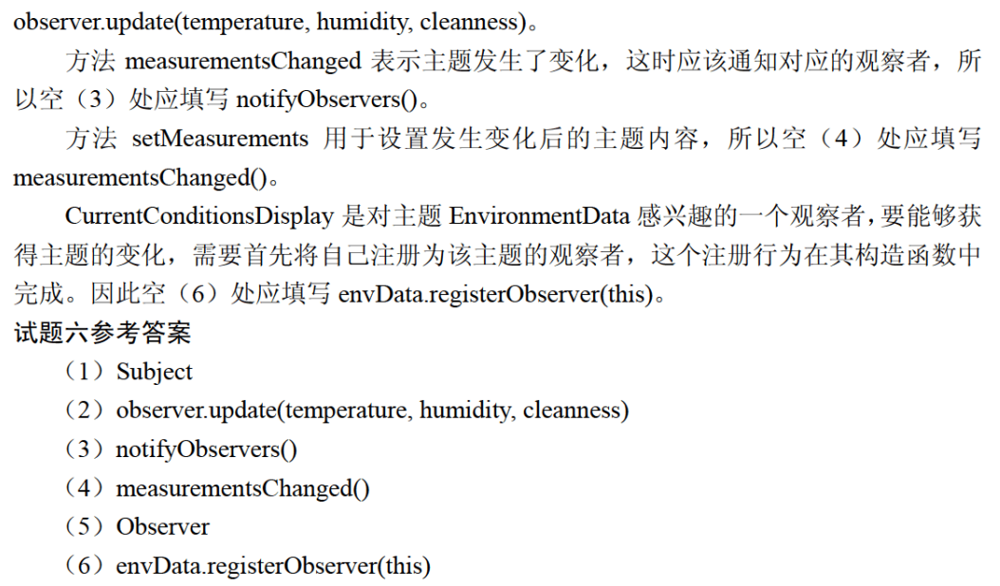 observer.update(temperature, humidity, cleanness)。
方法 measurementsChanged 表示主题发生了变化，这时应该通知对应的观察者，所
以空（3）处应填写 notifyObservers()。
方法 setMeasurements 用于设置发生变化后的主题内容，所以空（4）处应填写
measurementsChanged()。
CurrentConditionsDisplay 是对主题 EnvironmentData 感兴趣的一个观察者，要能够获
得主题的变化，需要首先将自己注册为该主题的观察者，这个注册行为在其构造函数中
完成。因此空（6）处应填写 envData.registerObserver(this)。
试题六参考答案
（1）Subject
（2）observer.update(temperature, humidity, cleanness)
（3）notifyObservers()
（4）measurementsChanged()
（5）Observer
（6）envData.registerObserver(this)